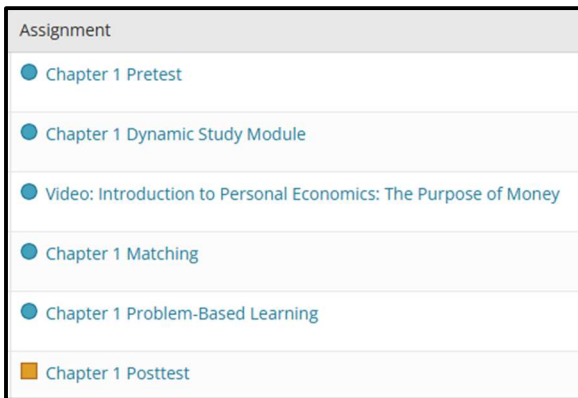 Assignment
Chapter 1 Pretest
Chapter 1 Dynamic Study Module
Video: Introduction to Personal Economics: The Purpose of Money
Chapter 1 Matching
Chapter 1 Problem-Based Learning
Chapter 1 Posttest